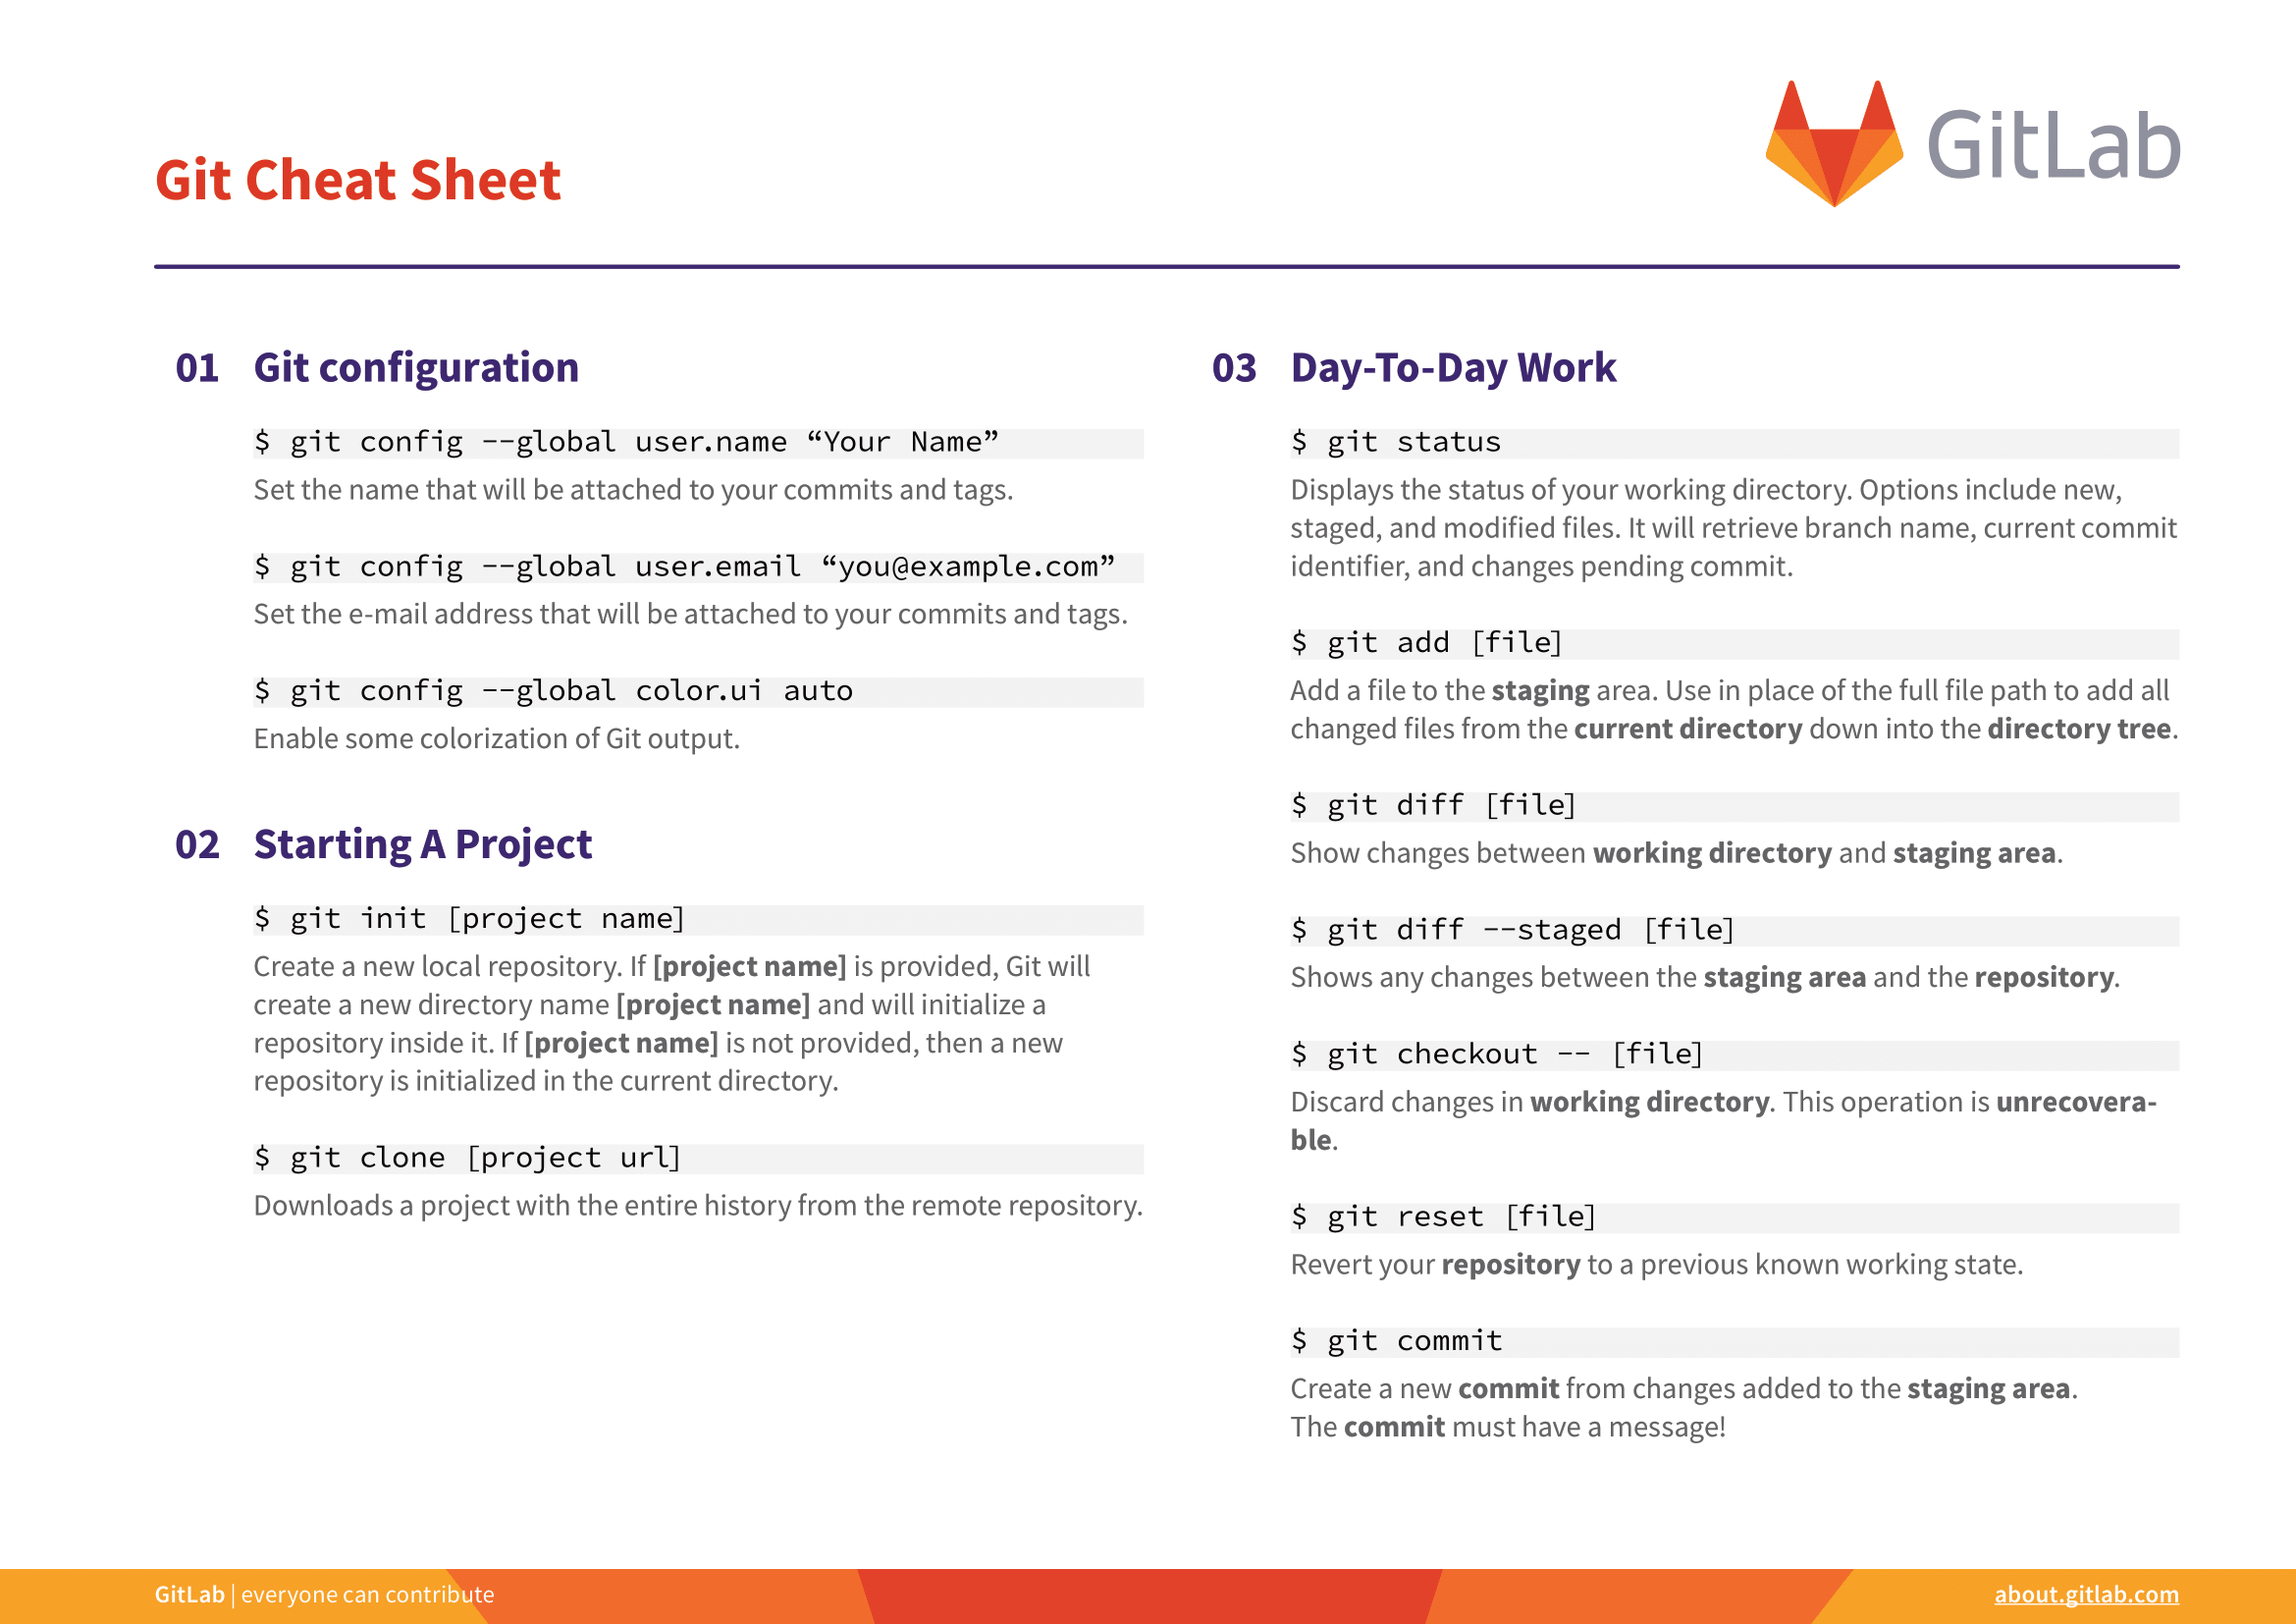 Git Cheat Sheet
GitLab
01 Git configuration
$ git config --global user.name “Your Name”
Set the name that will be attached to your commits and tags.
$ git config --global user.email “you@example.com”
Set the e-mail address that will be attached to your commits and tags.
$ git config --global color.ui auto
Enable some colorization of Git output.
02 Starting A Project
$ git init [project name]
Create a new local repository. If [project name] is provided, Git will
create a new directory name [project name] and will initialize a
repository inside it. If [project name] is not provided, then a new
repository is initialized in the current directory.
$ git clone [project url]
Downloads a project with the entire history from the remote repository.
03 Day-To-Day Work
$ git status
Displays the status of your working directory. Options include new,
staged, and modified files. It will retrieve branch name, current commit
identifier, and changes pending commit.
$ git add [file]
Add a file to the staging area. Use in place of the full file path to add all
changed files from the current directory down into the directory tree.
$ git diff [file]
Show changes between working directory and staging area.
$ git diff --staged [file]
Shows any changes between the staging area and the repository.
$ git checkout -- [file]
Discard changes in working directory. This operation is unrecovera-
ble.
$ git reset [file]
Revert your repository to a previous known working state.
$ git commit
Create a new commit from changes added to the staging area.
The commit must have a message!
GitLab | everyone can contribute
about.gitlab.com